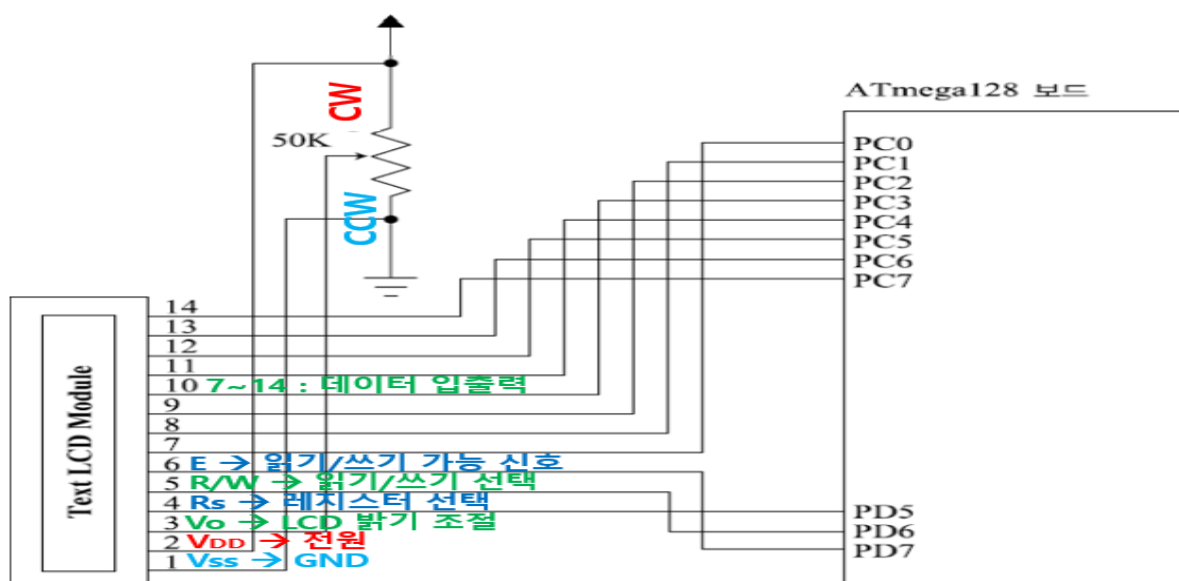 CW
ATmega128 보드
50K
CCW
PC0
PC1
PC2
PC3
PC4
PC5
PC6
PC7
Text LCD Module
14
13
12
11
10 7~14 : 데이터 입출력
9
8
7
6 E → 읽기/쓰기 가능 신호
5 R/W → 읽기/쓰기 선택
4 Rs → 레지스터 선택
3 Vo → LCD 밝기 조절
2 VDD → 전원
1 Vss → GND
PD5
PD6
PD7